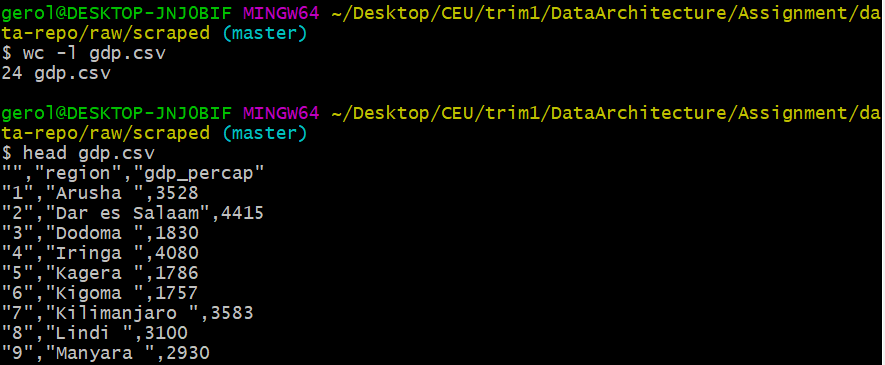 gerol@DESKTOP-JNJ0BIF MINGW64 ~/Desktop/CEU/trim1/DataArchitecture/Assignment/da
ta-repo/raw/scraped (master)
$ wc -l gdp.csv
24 gdp.csv
gerol@DESKTOP-JNJ0BIF MINGW64 ~/Desktop/CEU/trim1/DataArchitecture/Assignment/da
ta-repo/raw/scraped (master)
$ head gdp.csv
"","region","gdp_percap"
"1","Arusha ",3528
"2","Dar es Salaam",4415
"3","Dodoma ",1830
"4","Iringa ",4080
"5","Kagera ",1786
"6","Kigoma ",1757
"7","Kilimanjaro ",3583
"8","Lindi ",3100
"9","Manyara ",2930